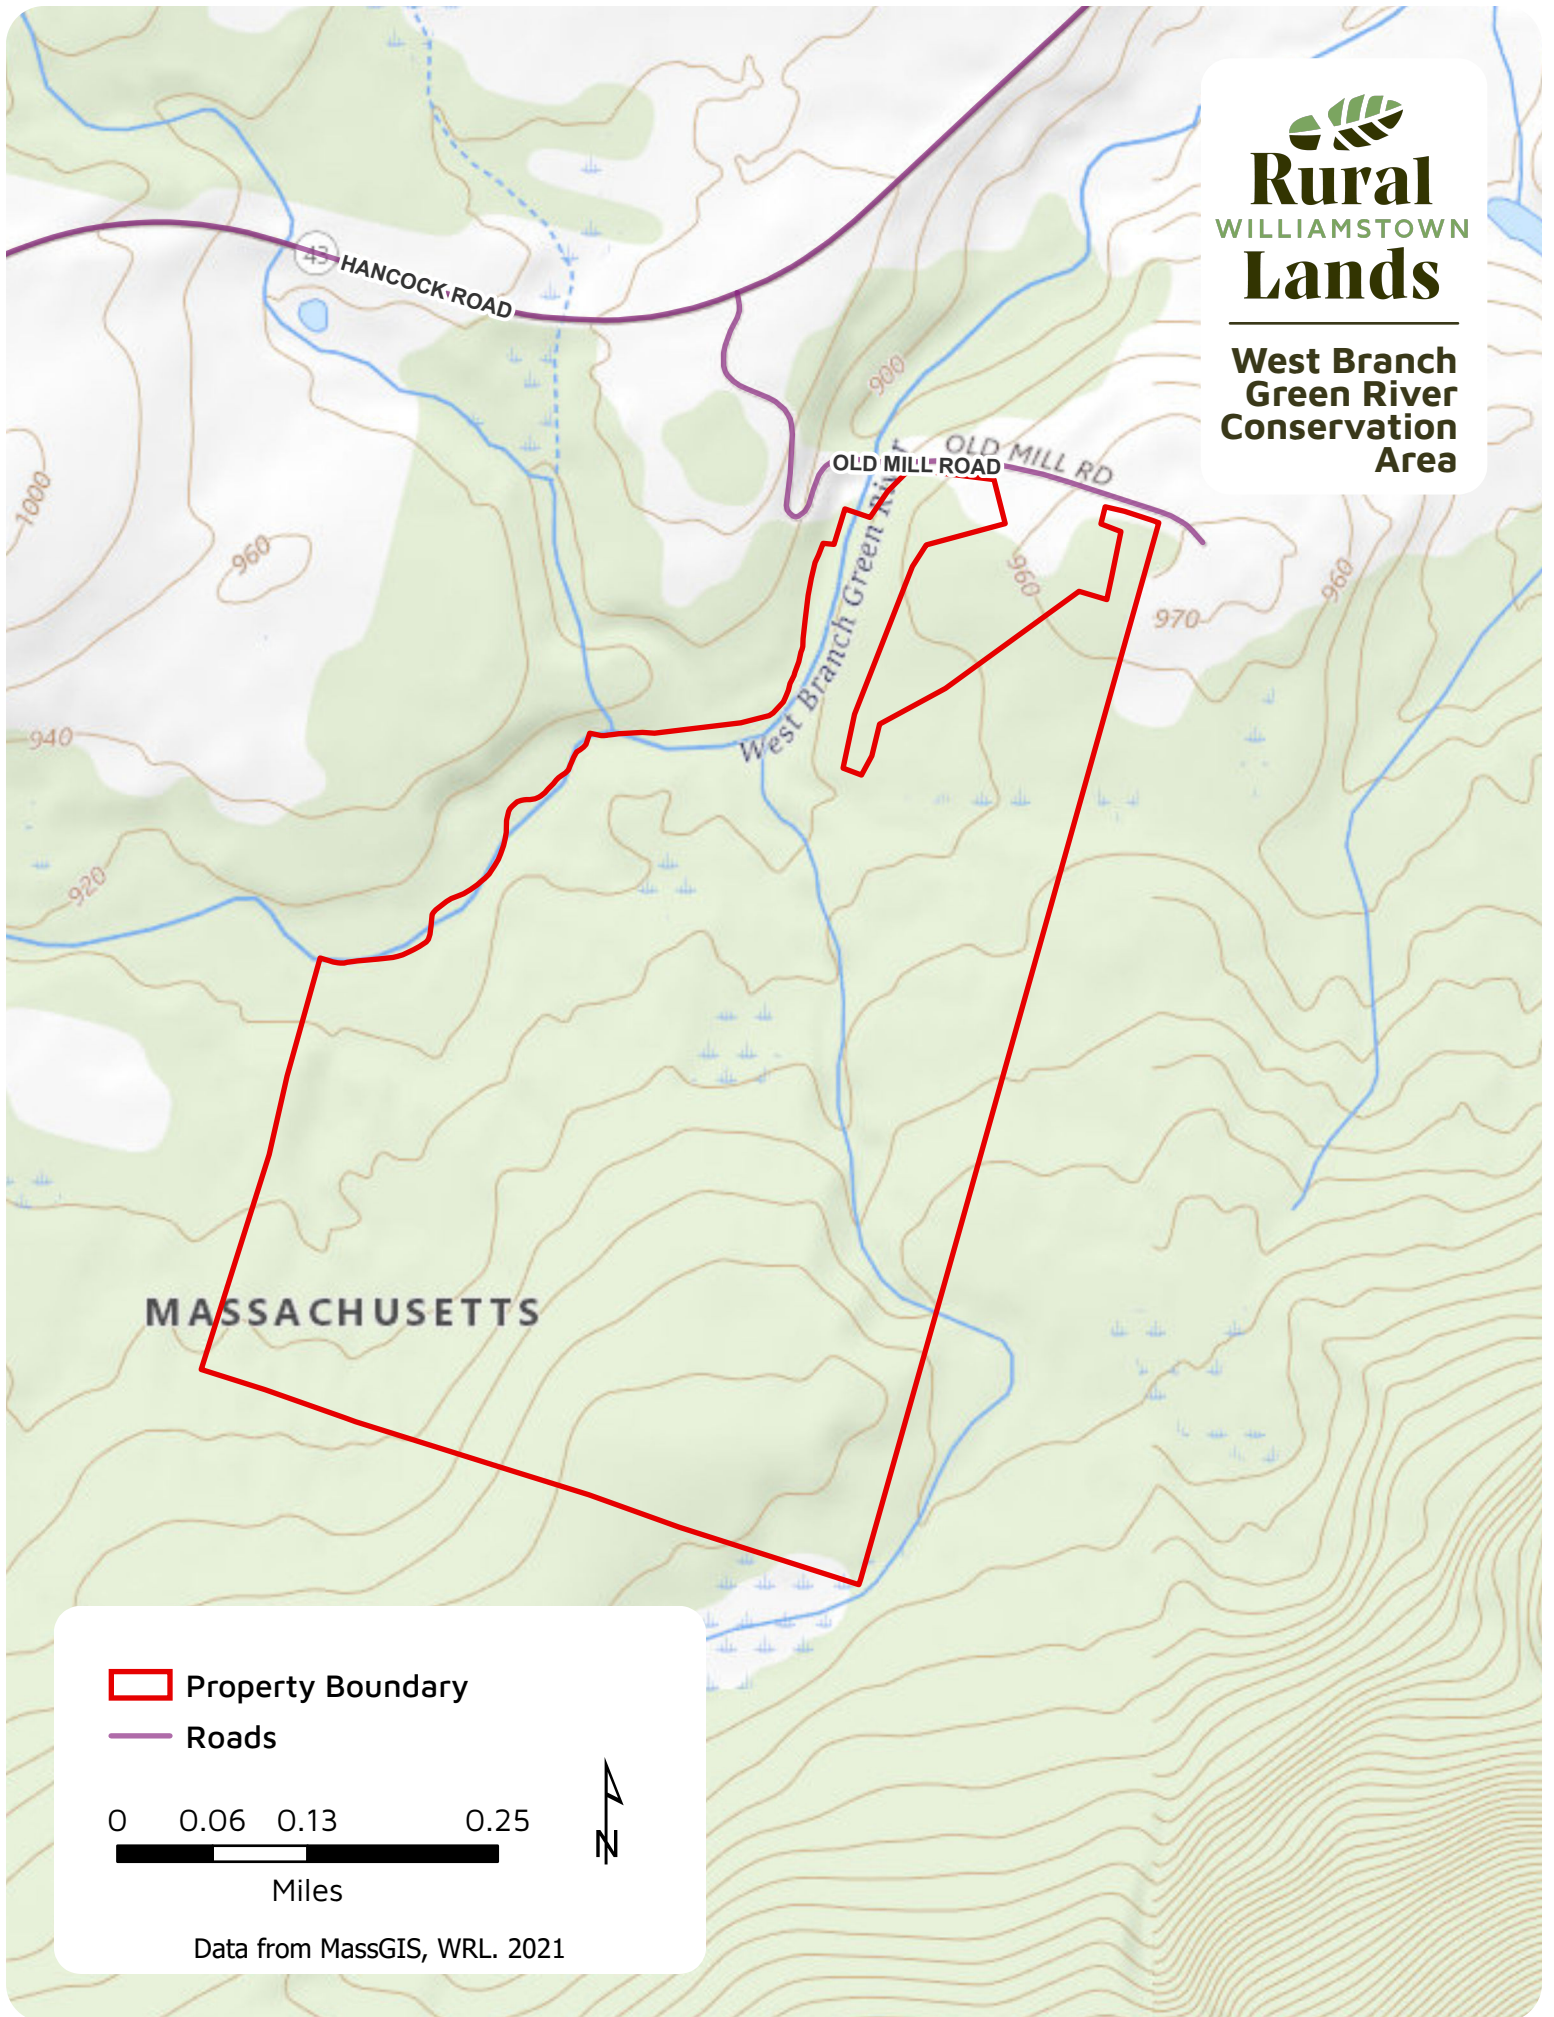 Rural
WILLIAMSTOWN
Lands
West Branch
Green River
Conservation
Area
43
HANCOCK ROAD
900
OLD MILL RD
OLD MILL ROAD
1000
960
960
960
970
West Branch Green River
940
920
MASSACHUSETTS
Property Boundary
Roads
0 0.06 0.13 0.25
Miles
N
Data from MassGIS, WRL. 2021